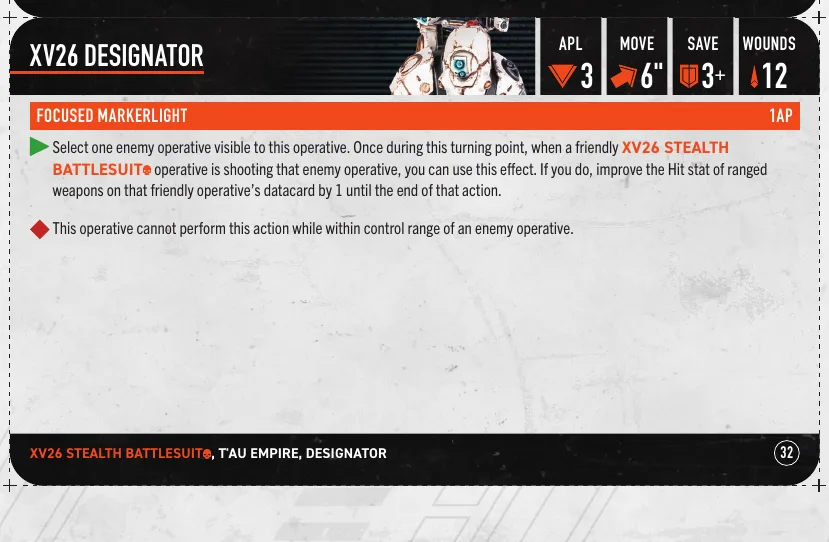 XV26 DESIGNATOR
APL
3
MOVE
6"
SAVE
3+
WOUNDS
12
FOCUSED MARKERLIGHT 1AP
Select one enemy operative visible to this operative. Once during this turning point, when a friendly XV26 STEALTH
BATTLESUIT operative is shooting that enemy operative, you can use this effect. If you do, improve the Hit stat of ranged
weapons on that friendly operative's datacard by 1 until the end of that action.
This operative cannot perform this action while within control range of an enemy operative.
XV26 STEALTH BATTLESUIT, T'AU EMPIRE, DESIGNATOR
32